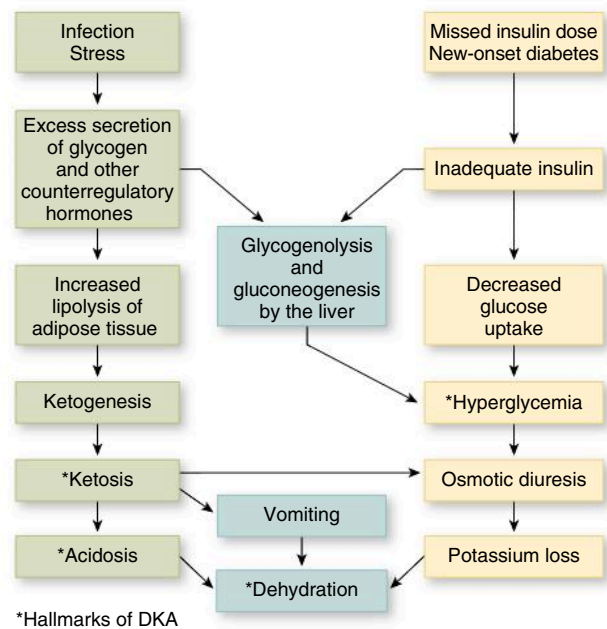 Infection
Stress
Missed insulin dose
New-onset diabetes
Excess secretion
of glycogen
and other
counterregulatory
hormones
Inadequate insulin
Glycogenolysis
and
gluconeogenesis
by the liver
Increased
lipolysis of
adipose tissue
Decreased
glucose
uptake
Ketogenesis
*Hyperglycemia
*Ketosis
Osmotic diuresis
Vomiting
*Acidosis
Potassium loss
*Dehydration
*Hallmarks of DKA